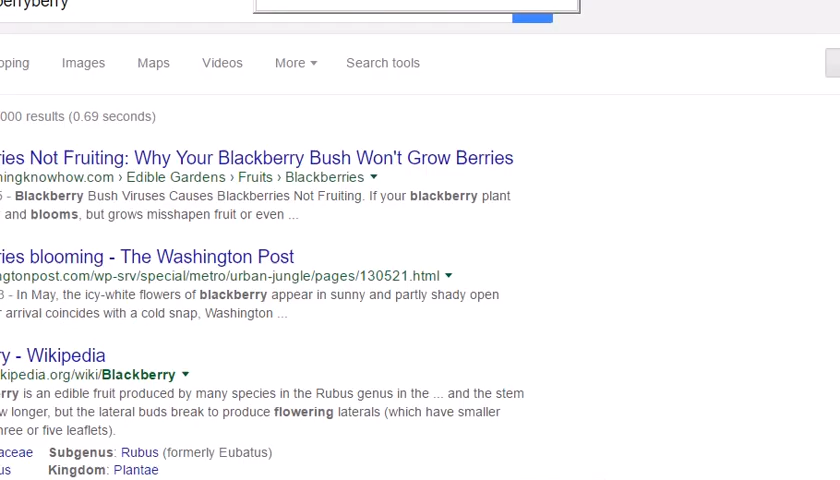 erryberry
pping Images Maps Videos More Search tools
000 results (0.69 seconds)
ries Not Fruiting: Why Your Blackberry Bush Won't Grow Berries
ningknowhow.com › Edible Gardens › Fruits › Blackberries
5 - Blackberry Bush Viruses Causes Blackberries Not Fruiting. If your blackberry plant
and blooms, but grows misshapen fruit or even ...
ries blooming - The Washington Post
ngtonpost.com/wp-srv/special/metro/urban-jungle/pages/130521.html
3 - In May, the icy-white flowers of blackberry appear in sunny and partly shady open
r arrival coincides with a cold snap, Washington ...
ry - Wikipedia
kipedia.org/wiki/Blackberry
erry is an edible fruit produced by many species in the Rubus genus in the ... and the stem
w longer, but the lateral buds break to produce flowering laterals (which have smaller
hree or five leaflets).
aceae Subgenus: Rubus (formerly Eubatus)
us Kingdom: Plantae